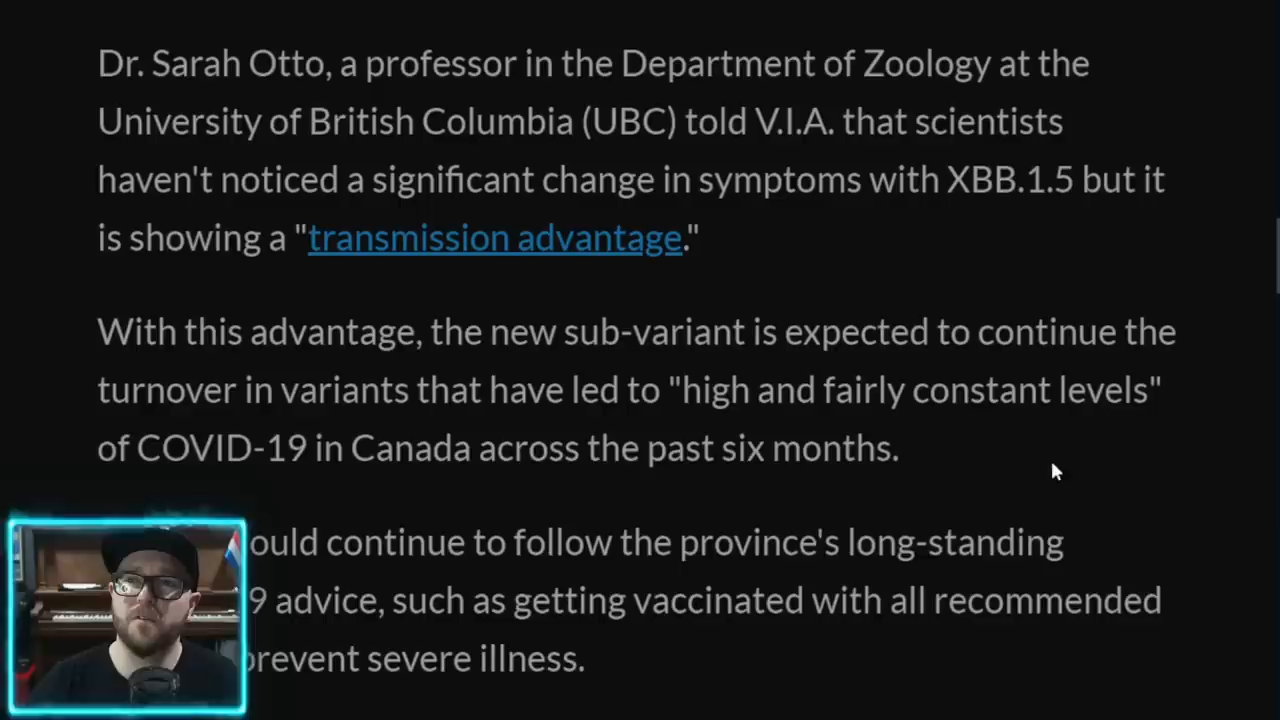 Dr. Sarah Otto, a professor in the Department of Zoology at the
University of British Columbia (UBC) told V.I.A. that scientists
haven't noticed a significant change in symptoms with XBB.1.5 but it
is showing a "transmission advantage."
With this advantage, the new sub-variant is expected to continue the
turnover in variants that have led to "high and fairly constant levels"
of COVID-19 in Canada across the past six months.
continue to follow the province's long-standing
9 advice, such as getting vaccinated with all recommended
prevent severe illness.